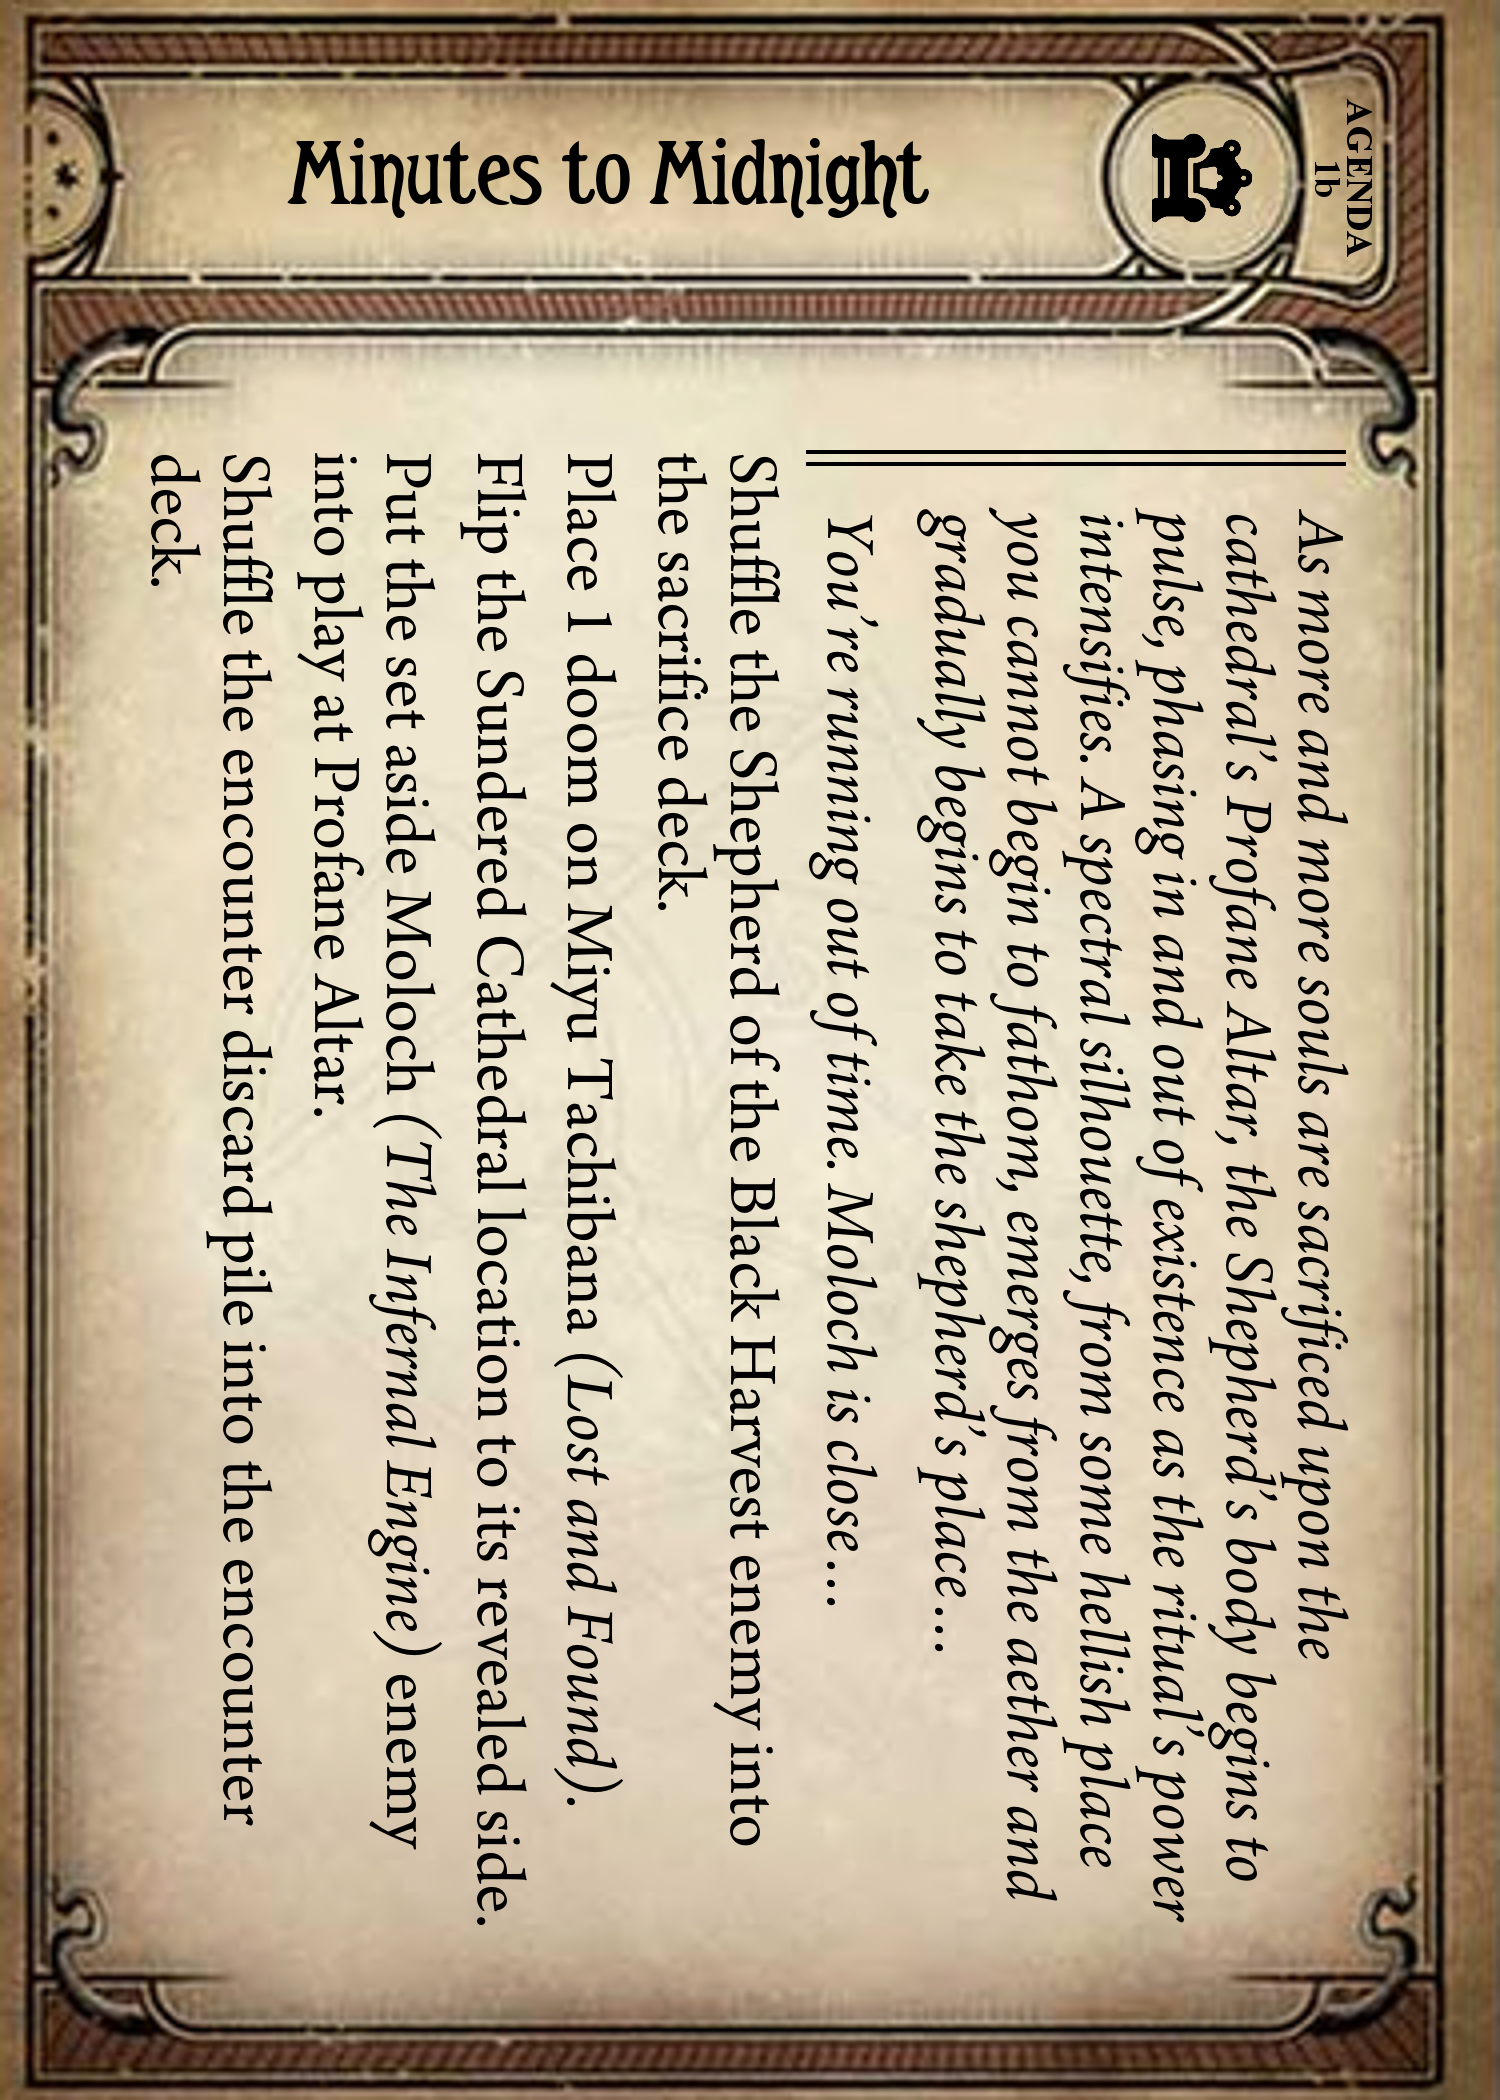 AGENDA
1b
Minutes to Midnight
As more and more souls are sacrificed upon the
cathedral's Profane Altar, the Shepherd's body begins to
pulse, phasing in and out of existence as the ritual's power
intensifies. A spectral silhouette, from some hellish place
you cannot begin to fathom, emerges from the aether and
gradually begins to take the shepherd's place…
You're running out of time. Moloch is close…
Shuffle the Shepherd of the Black Harvest enemy into
the sacrifice deck.
Place 1 doom on Miyu Tachibana (Lost and Found).
Flip the Sundered Cathedral location to its revealed side.
Put the set aside Moloch (The Infernal Engine) enemy
into play at Profane Altar.
Shuffle the encounter discard pile into the encounter
deck.